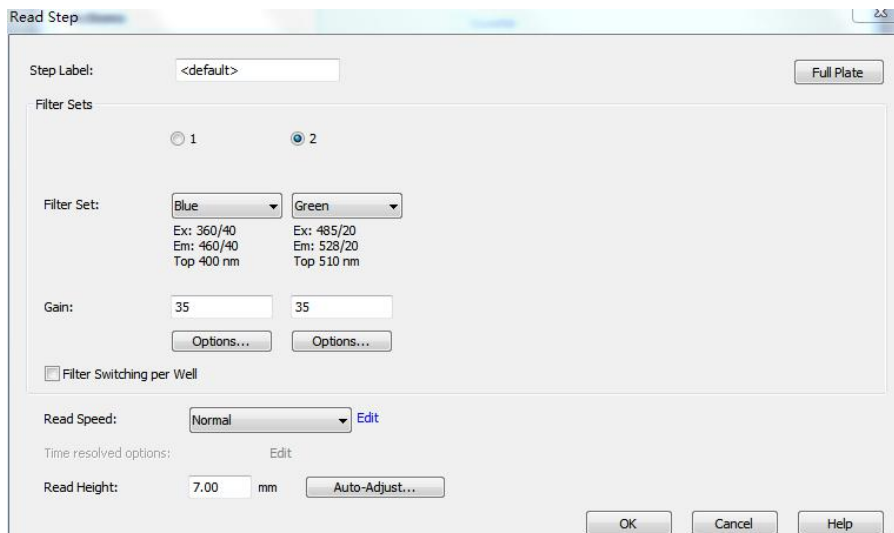 Read Step
Step Label: <default> Full Plate
Filter Sets
1 2
Filter Set: Blue Green
Ex: 360/40 Ex: 485/20
Em: 460/40 Em: 528/20
Top 400 nm Top 510 nm
Gain: 35 35
Options... Options...
Filter Switching per Well
Read Speed: Normal Edit
Time resolved options: Edit
Read Height: 7.00 mm Auto-Adjust...
OK Cancel Help